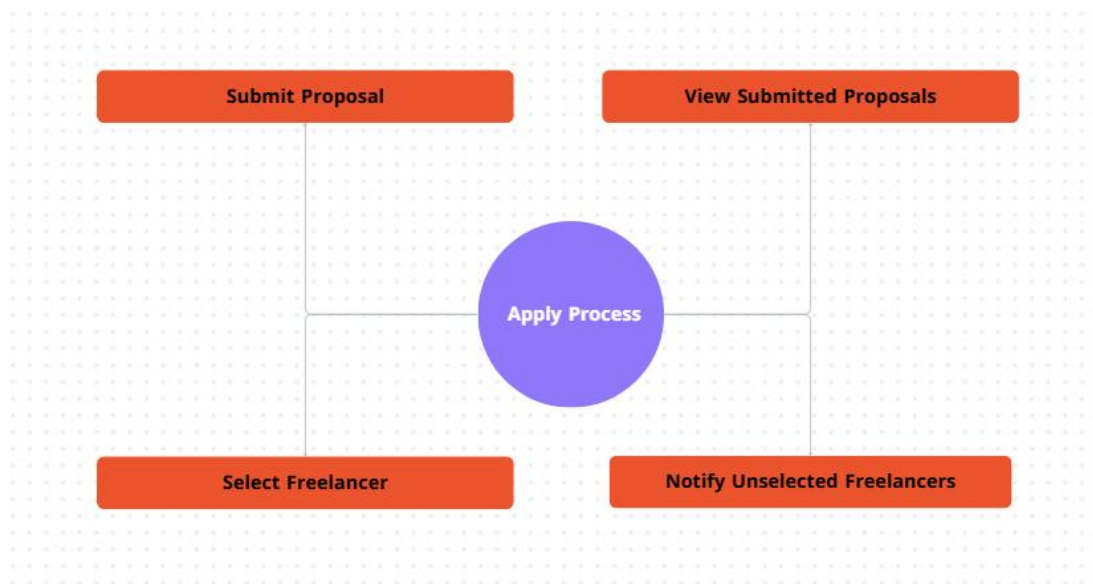 Submit Proposal
View Submitted Proposals
Apply Process
Select Freelancer
Notify Unselected Freelancers